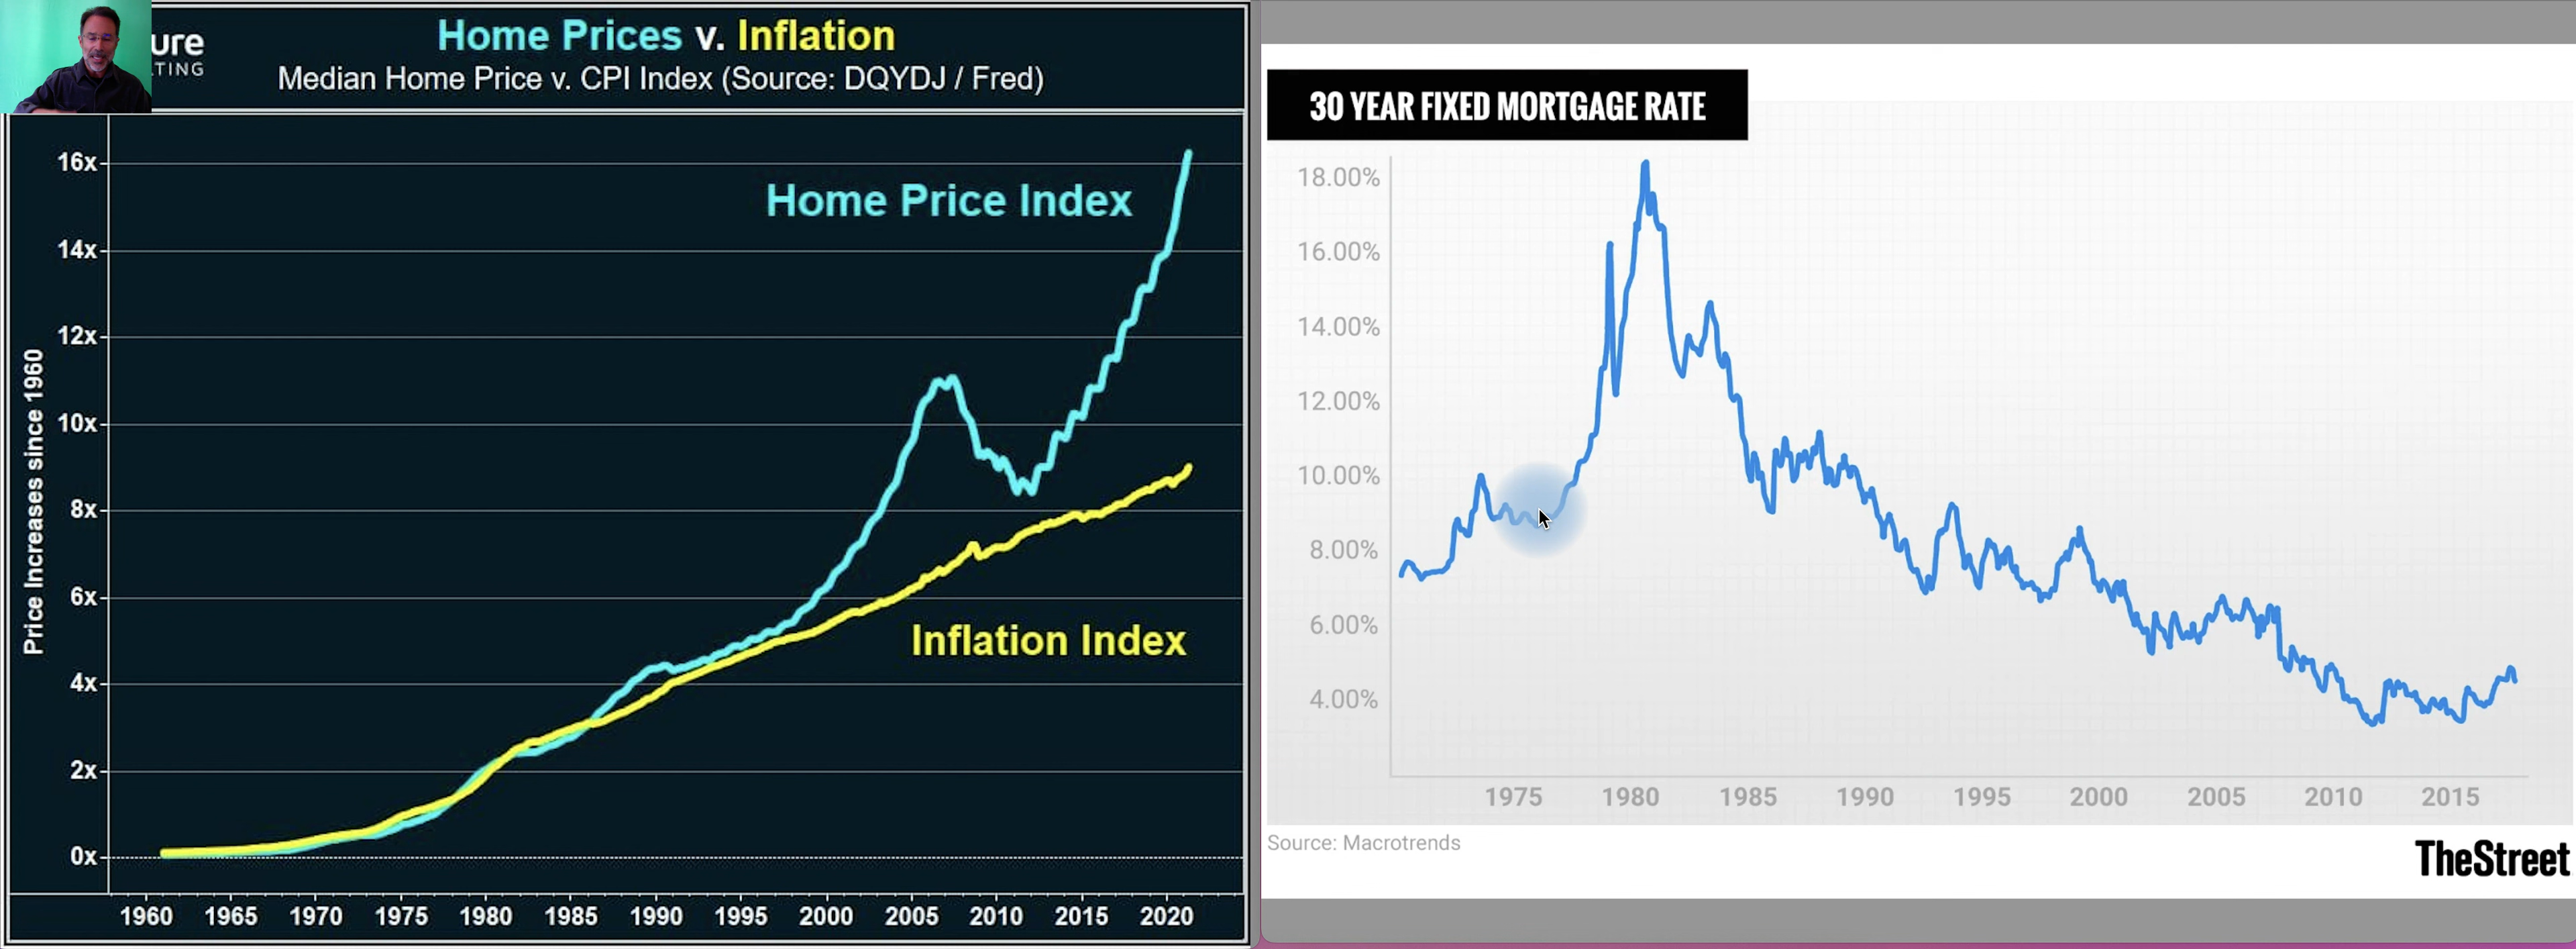 ure
LTING
Home Prices v. Inflation
Median Home Price v. CPI Index (Source: DQYDJ / Fred)
Price Increases since 1960
16x
14x
12x
10x
8x
6x
4x
2x
0x
Home Price Index
Inflation Index
1960 1965 1970 1975 1980 1985 1990 1995 2000 2005 2010 2015 2020
30 YEAR FIXED MORTGAGE RATE
18.00%
16.00%
14.00%
12.00%
10.00%
8.00%
6.00%
4.00%
1975 1980 1985 1990 1995 2000 2005 2010 2015
Source: Macrotrends
TheStreet